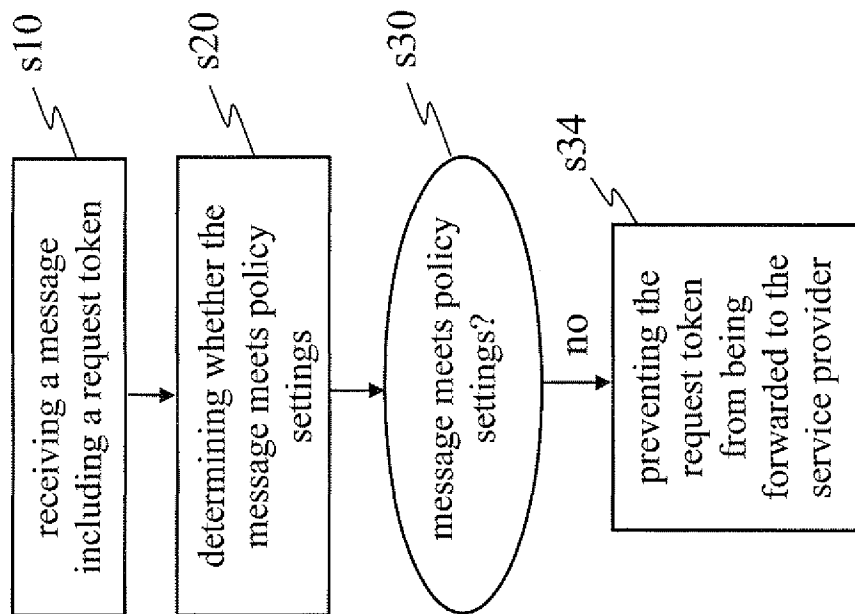 s10
receiving a message
including a request token
s20
determining whether the
message meets policy
settings
s30
message meets policy
settings?
no
s34
preventing the
request token
from being
forwarded to the
service provider